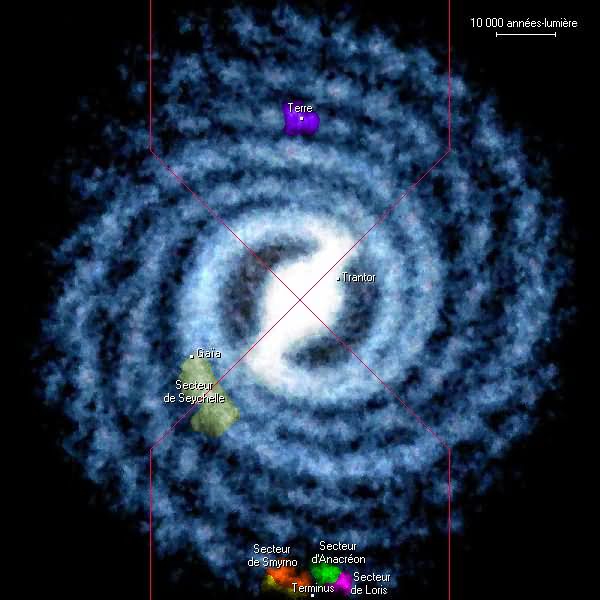 10 000 années-lumière
Terre
Trantor
Gaïa
Secteur
de Seychelle
Secteur
de Smyrno
Secteur
d'Anacréon
Secteur
de Loris
Terminus